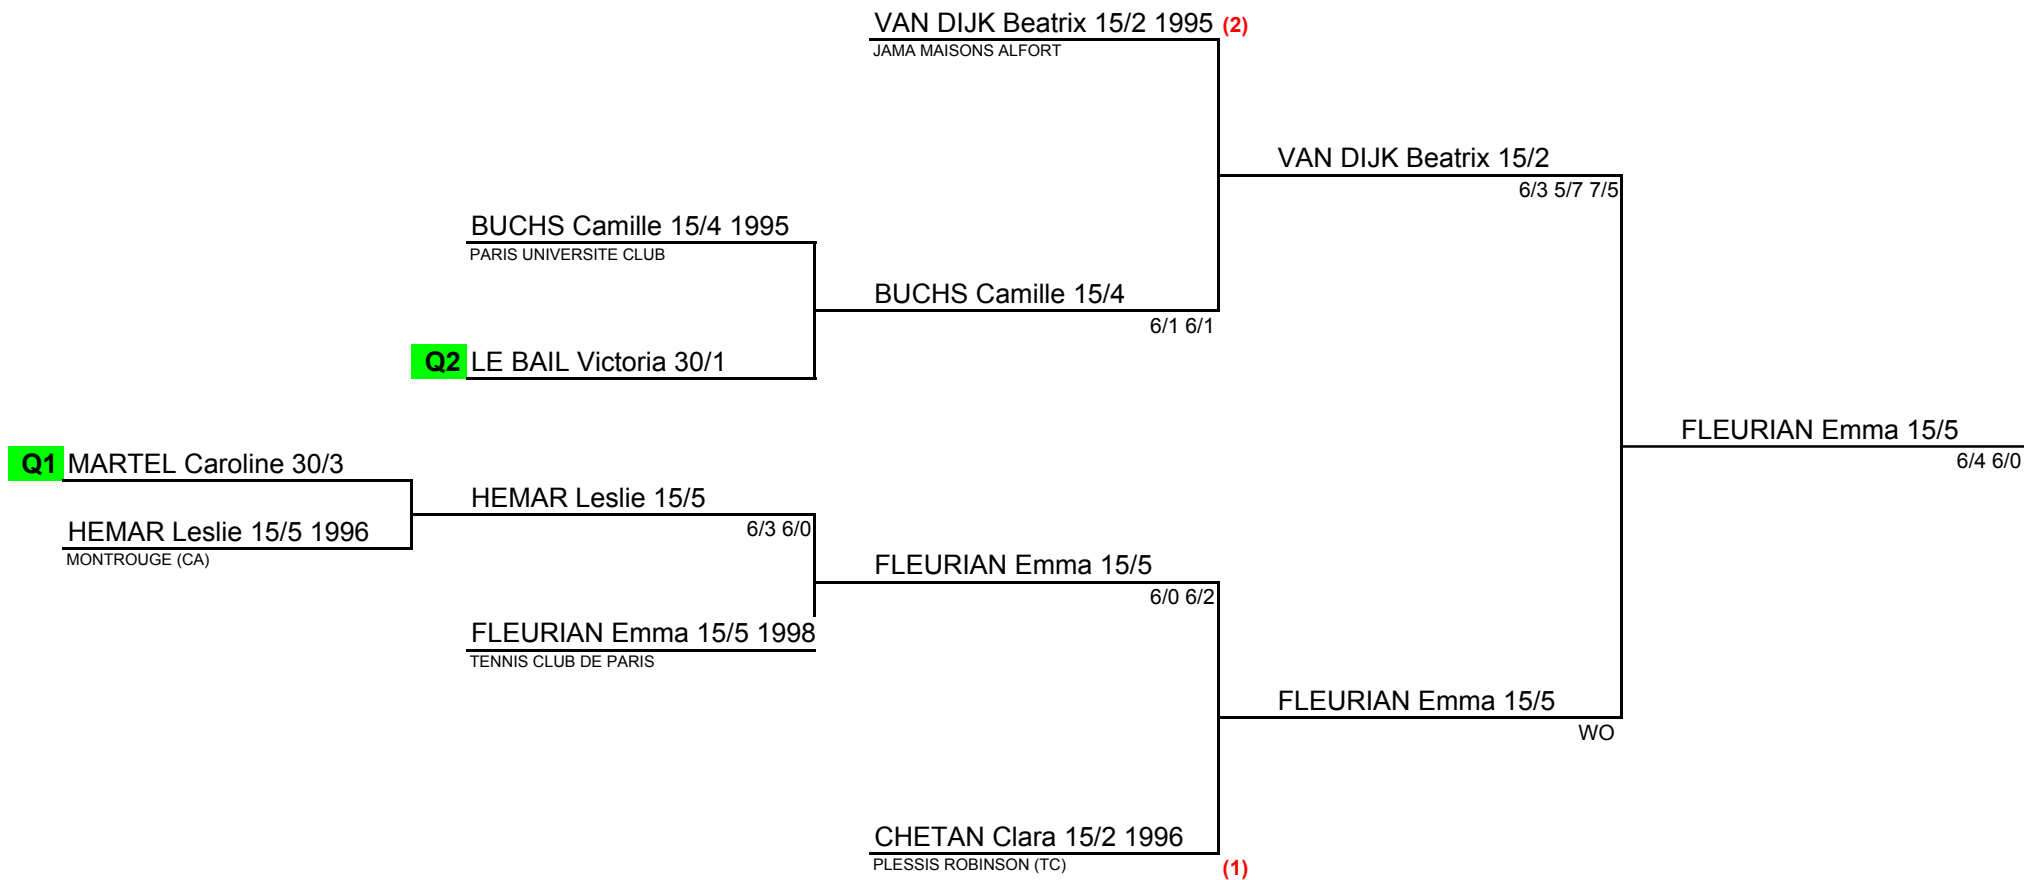 VAN DIJK Beatrix 15/2 1995 (2)
JAMA MAISONS ALFORT
VAN DIJK Beatrix 15/2
6/3 5/7 7/5
BUCHS Camille 15/4 1995
PARIS UNIVERSITE CLUB
BUCHS Camille 15/4
6/1 6/1
Q2 LE BAIL Victoria 30/1
FLEURIAN Emma 15/5
6/4 6/0
Q1 MARTEL Caroline 30/3
HEMAR Leslie 15/5
6/3 6/0
HEMAR Leslie 15/5 1996
MONTROUGE (CA)
FLEURIAN Emma 15/5
6/0 6/2
FLEURIAN Emma 15/5 1998
TENNIS CLUB DE PARIS
FLEURIAN Emma 15/5
WO
CHETAN Clara 15/2 1996
PLESSIS ROBINSON (TC)
(1)